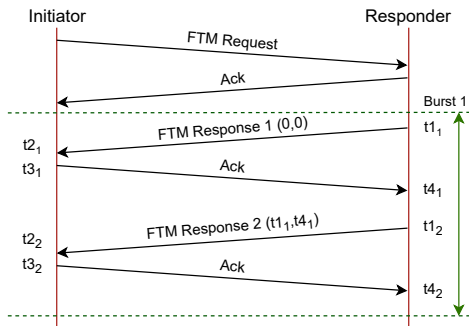 Initiator Responder
FTM Request
Ack
Burst 1
FTM Response 1 (0,0)
t1₁
t2₁
t3₁
Ack
t4₁
FTM Response 2 (t1₁,t4₁)
t1₂
t2₂
t3₂
Ack
t4₂